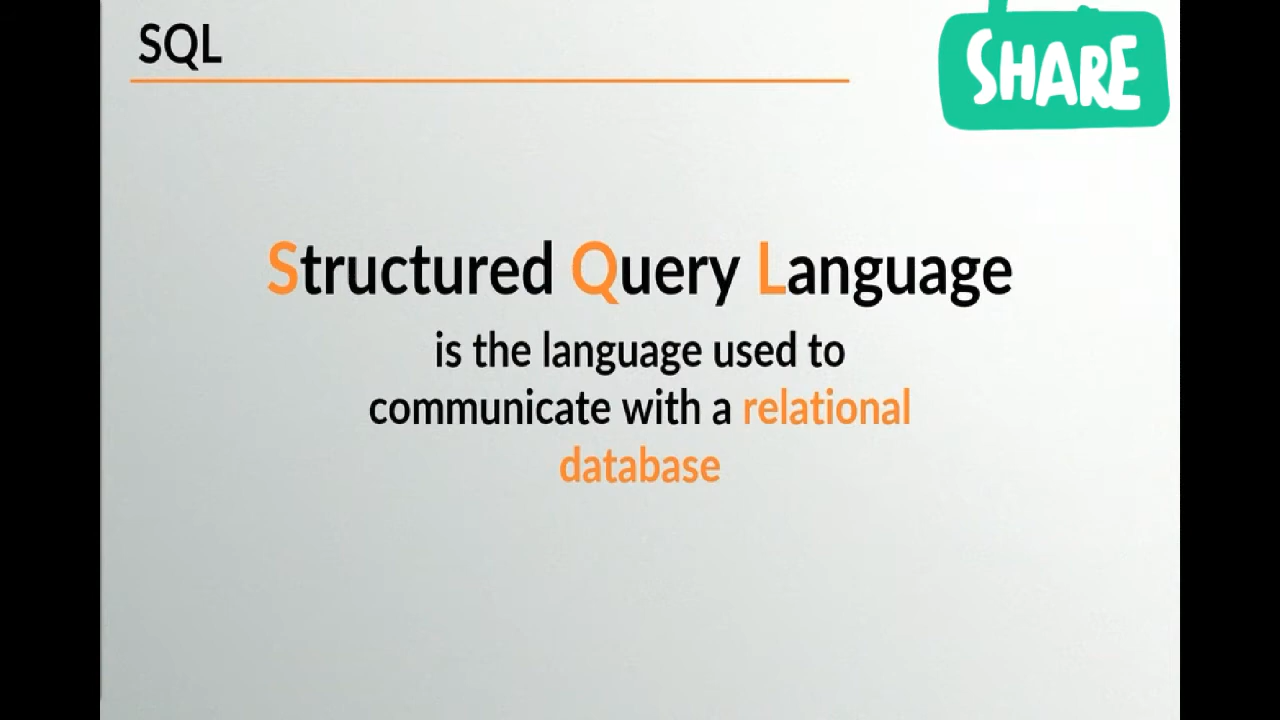 SQL
SHARE
Structured Query Language
is the language used to
communicate with a relational
database